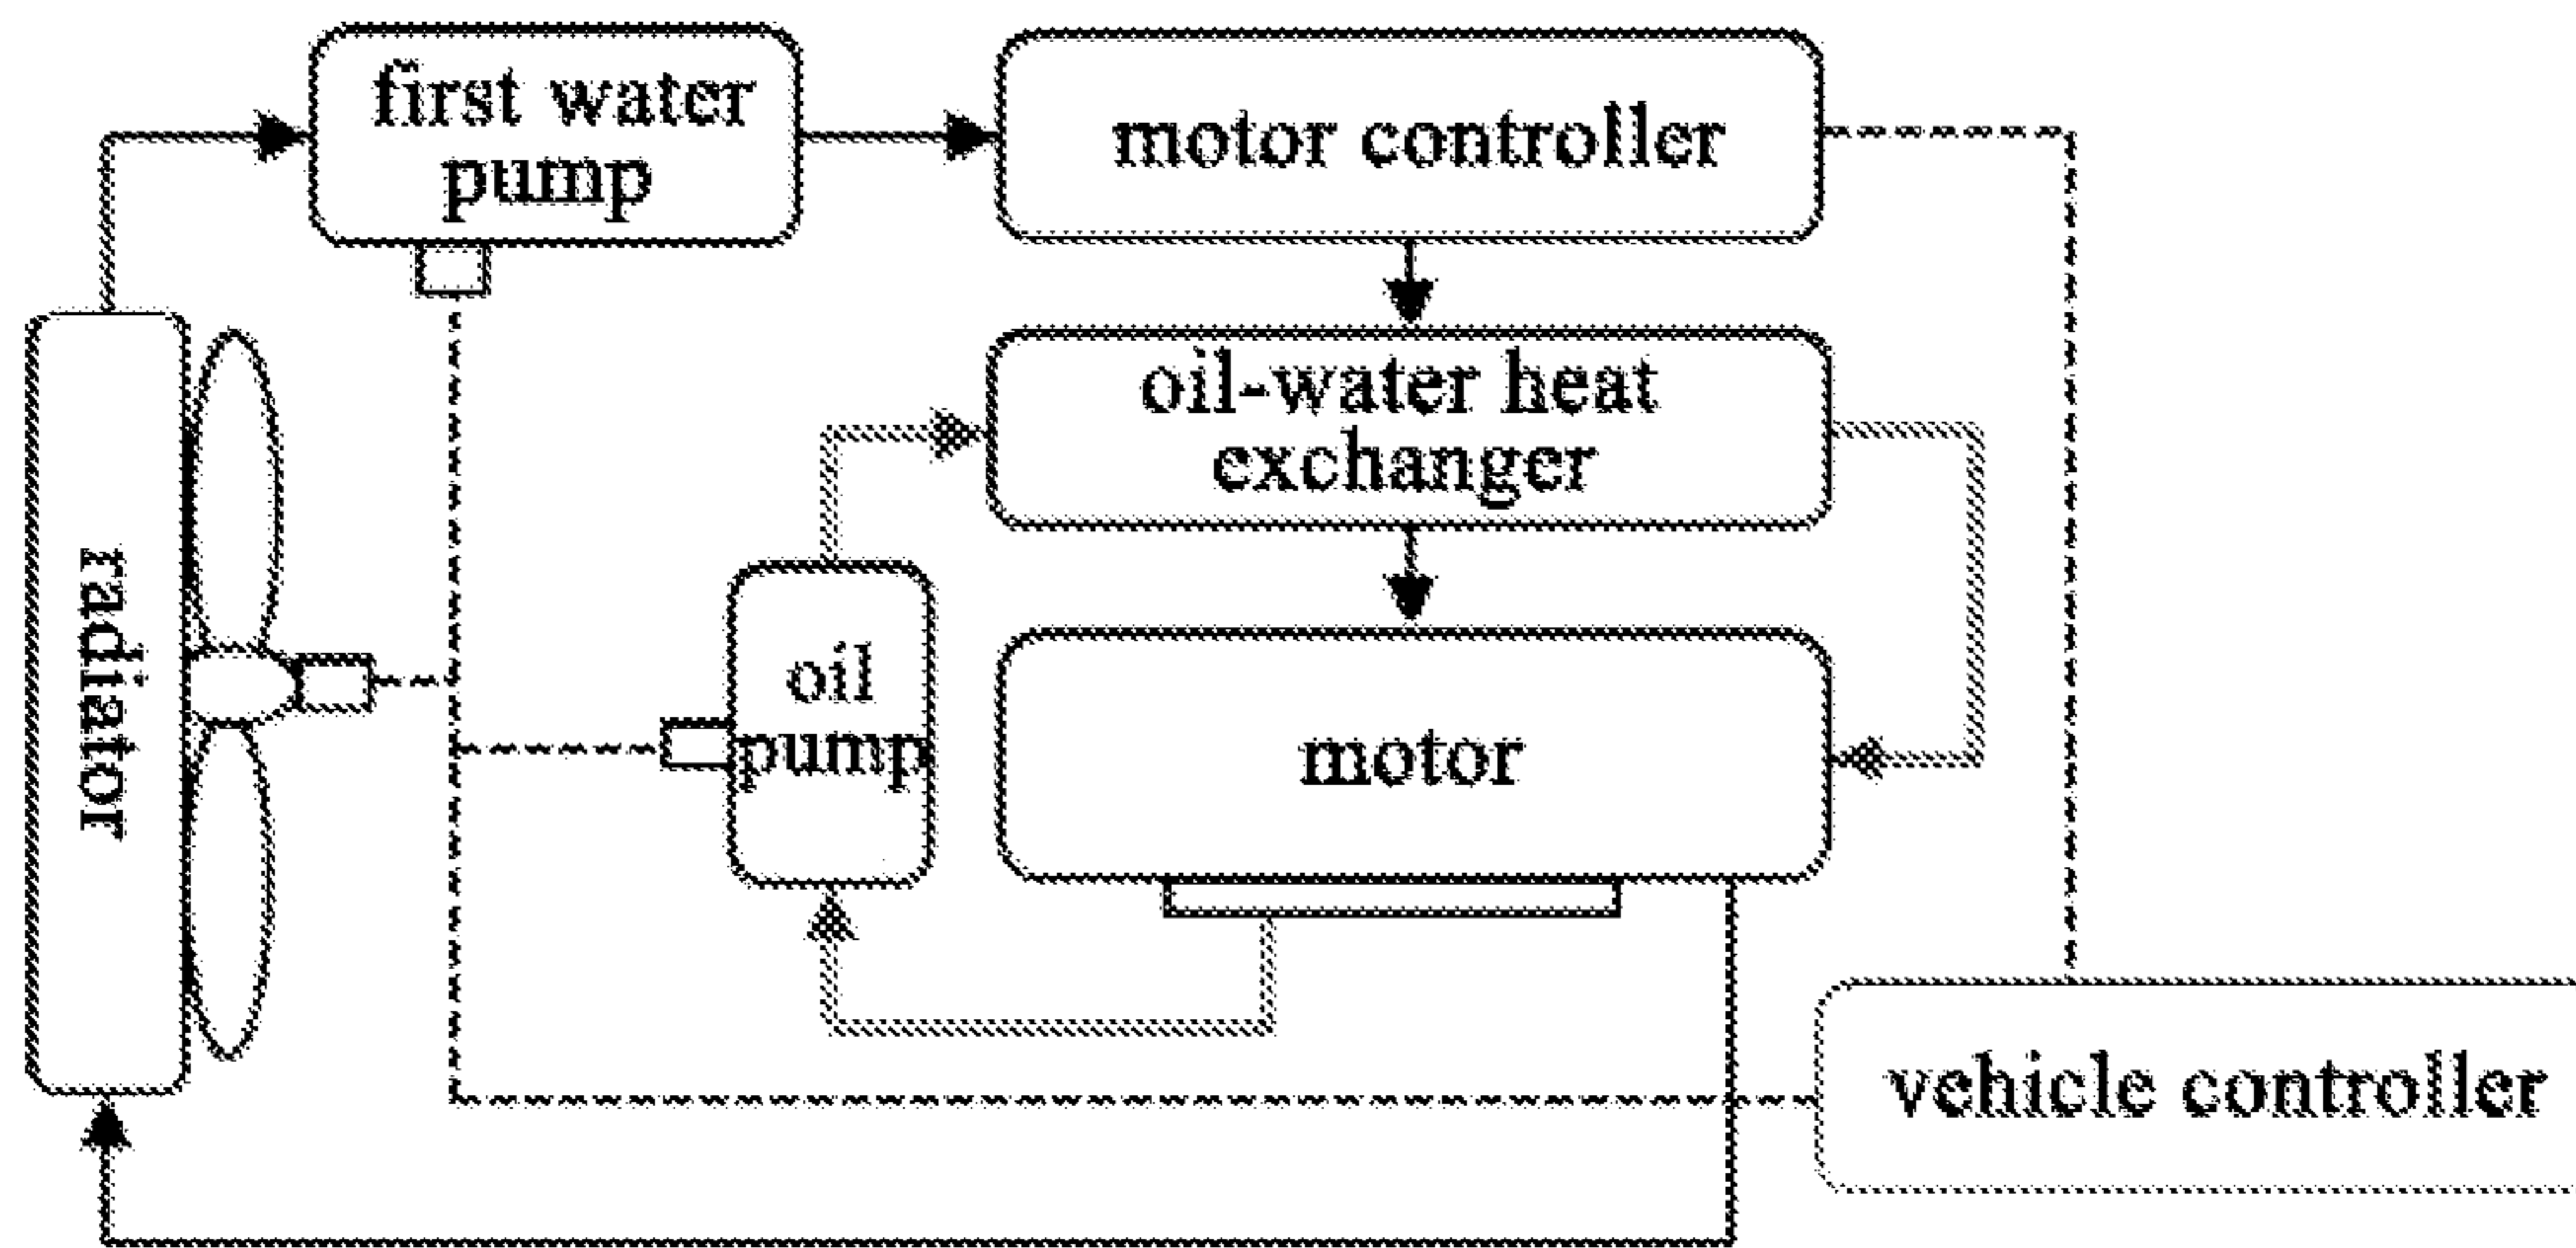 first water
pump
motor controller
oil-water heat
exchanger
radiator
oil
pump
motor
vehicle controller